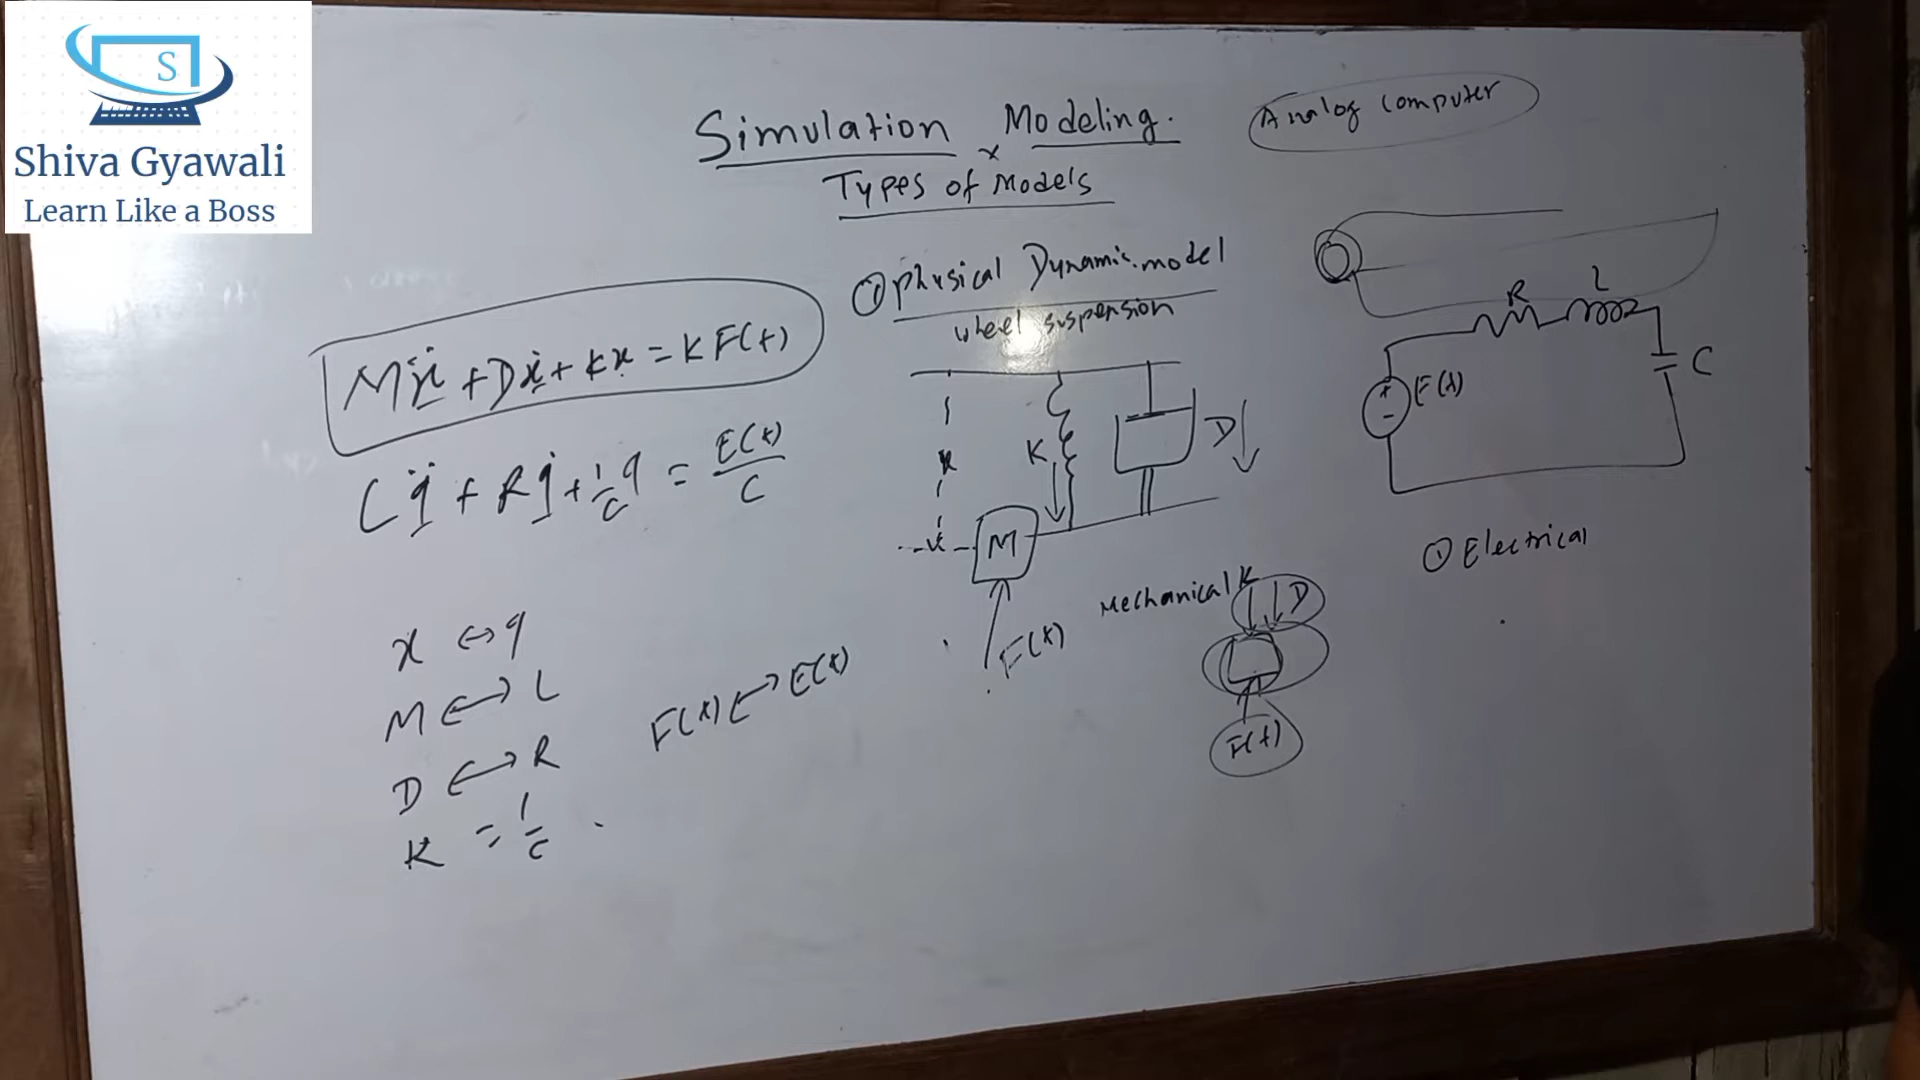 S
Shiva Gyawali
Learn Like a Boss
Simulation Modeling.
Types of Models
Analog computer
① Physical Dynamic model
wheel suspension
Mẍ + Dẋ + Kx = K F(t)
Lq̈ + Rq̇ + 1/c q = E(t)/C
x ↔ q
M ↔ L
D ↔ R
K = 1/c
F(t) ↔ E(t)
x
K
D
M
F(t)
Mechanical
K
D
F(t)
R
L
C
E(t)
+
-
① Electrical